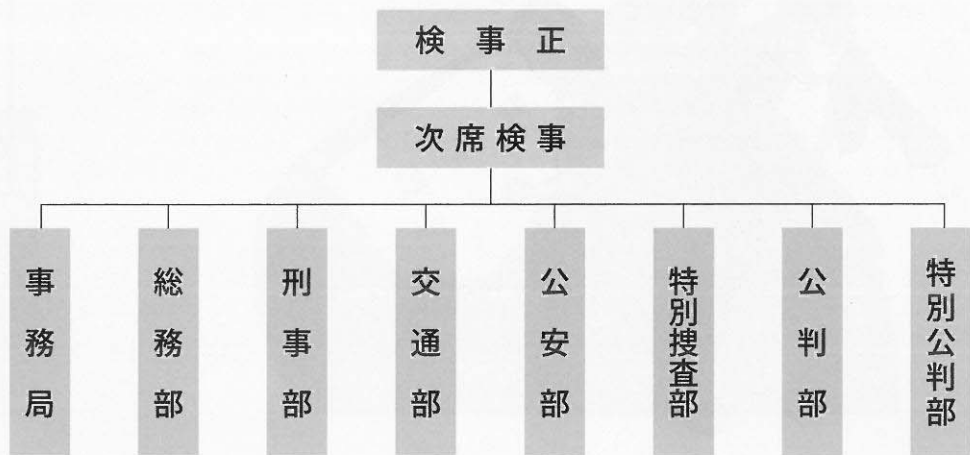 検事正
次席検事
事務局
総務部
刑事部
交通部
公安部
特別捜査部
公判部
特別公判部